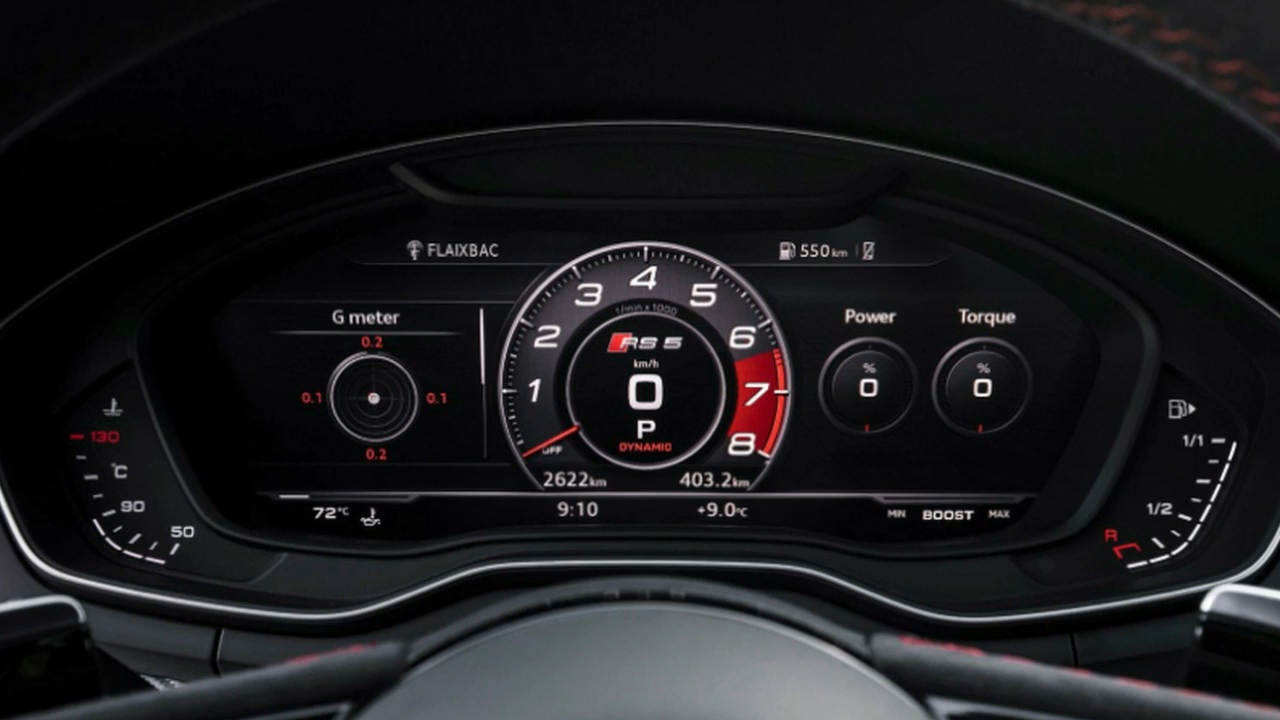 FLAIXBAC
550 km
G meter
0.2
0.1
0.1
0.2
1
2
3
4
5
6
7
8
1/min x 1000
RS 5
km/h
0
P
DYNAMIC
OFF
2622 km
403.2 km
Power
%
0
Torque
%
0
130
°C
90
50
72 °C
9:10
+9.0 °C
MIN BOOST MAX
1/1
1/2
R